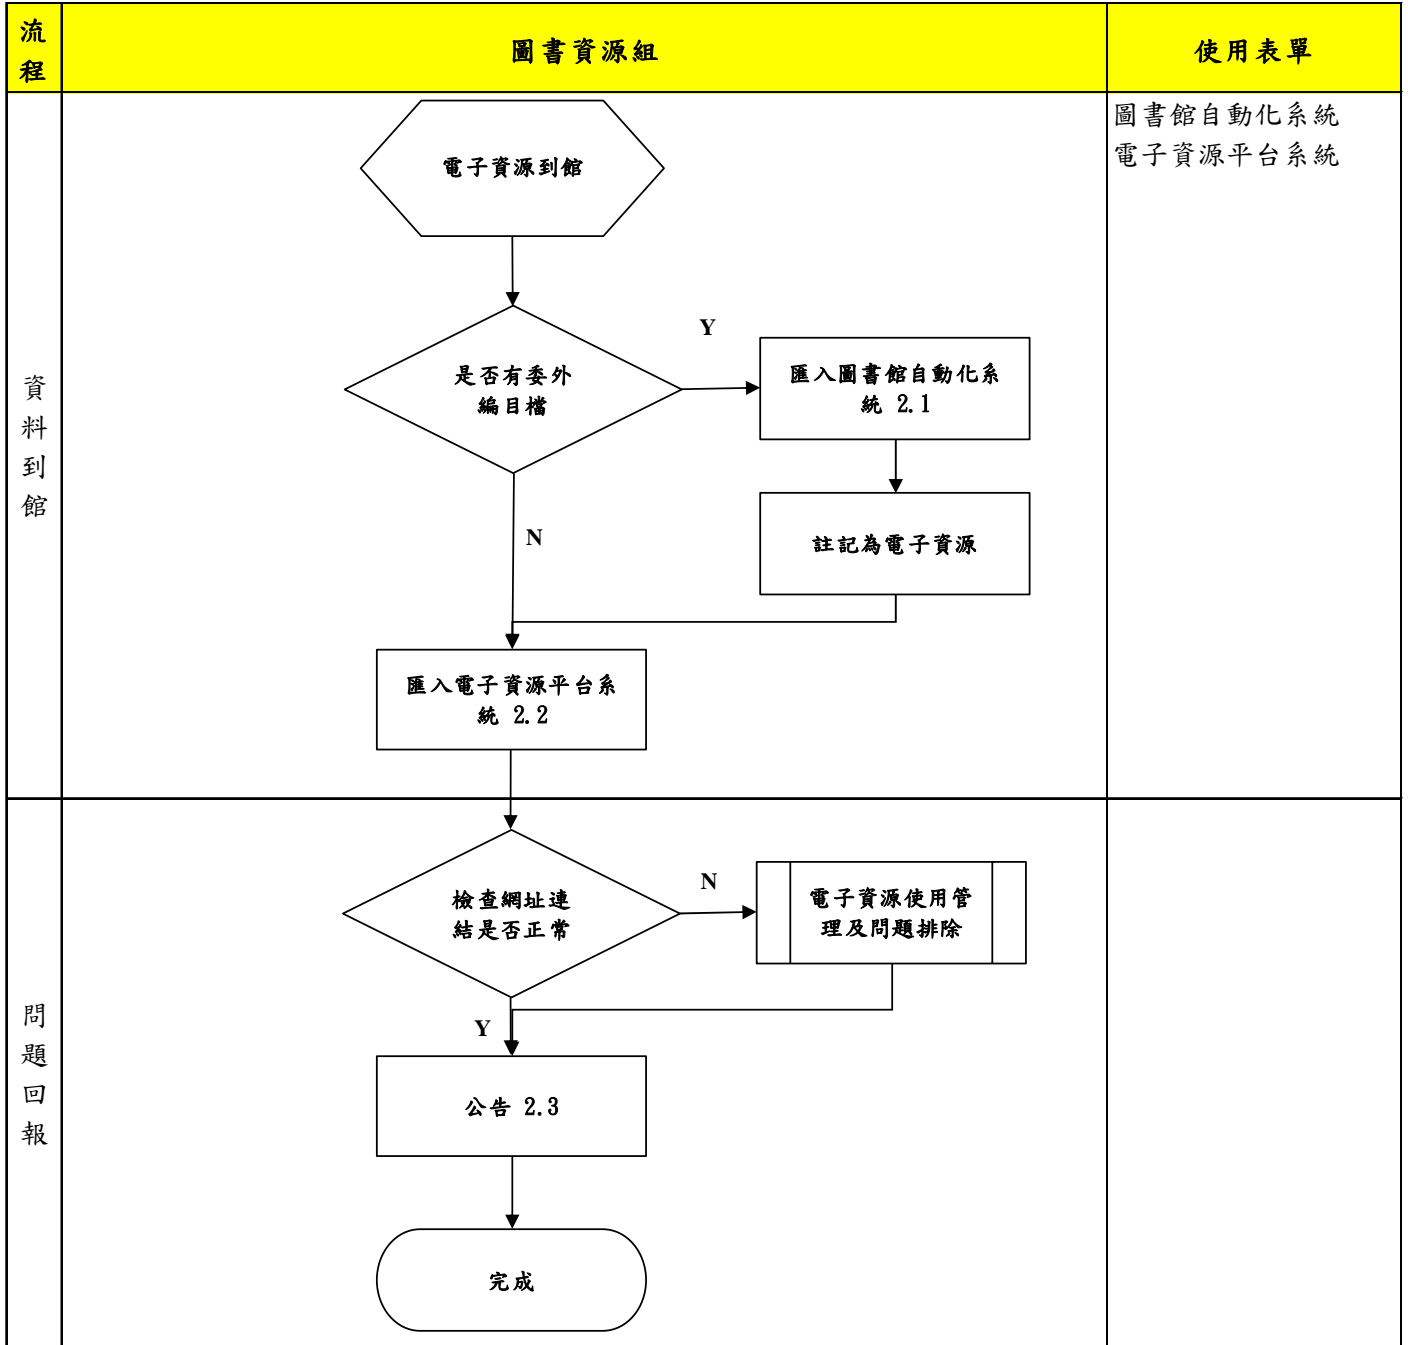 流
程
圖書資源組
使用表單
圖書館自動化系統
電子資源平台系統
資
料
到
館
電子資源到館
是否有委外
編目檔
Y
匯入圖書館自動化系
統 2.1
N
註記為電子資源
匯入電子資源平台系
統 2.2
問
題
回
報
檢查網址連
結是否正常
N
電子資源使用管
理及問題排除
Y
公告 2.3
完成